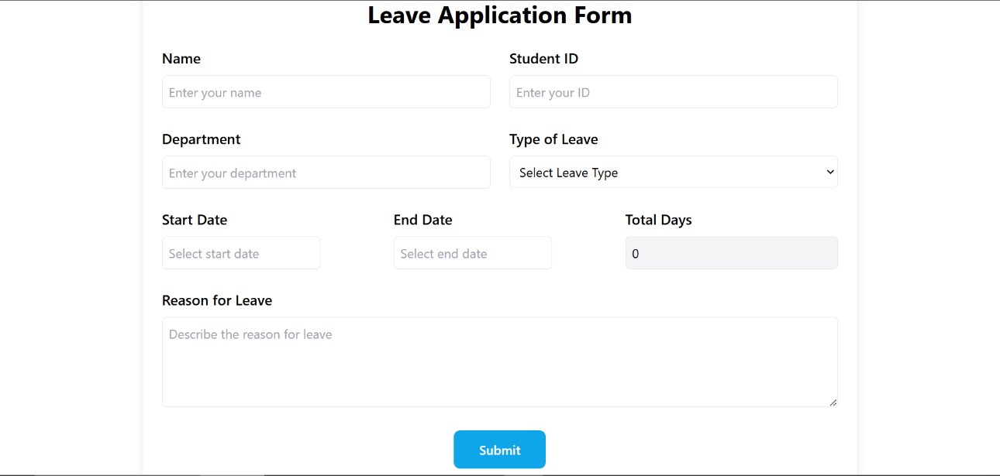 Leave Application Form
Name
Student ID
Enter your name
Enter your ID
Department
Type of Leave
Enter your department
Select Leave Type
Start Date
End Date
Total Days
Select start date
Select end date
0
Reason for Leave
Describe the reason for leave
Submit